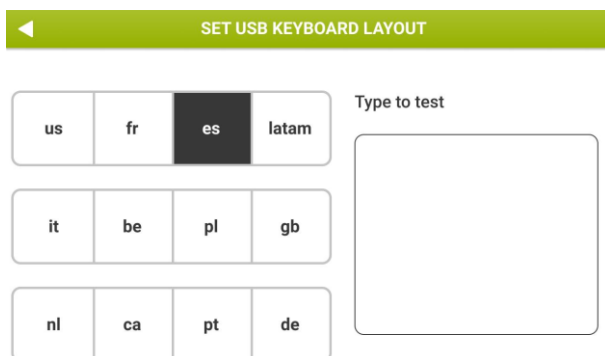 SET USB KEYBOARD LAYOUT
us fr es latam
Type to test
it be pl gb
nl ca pt de